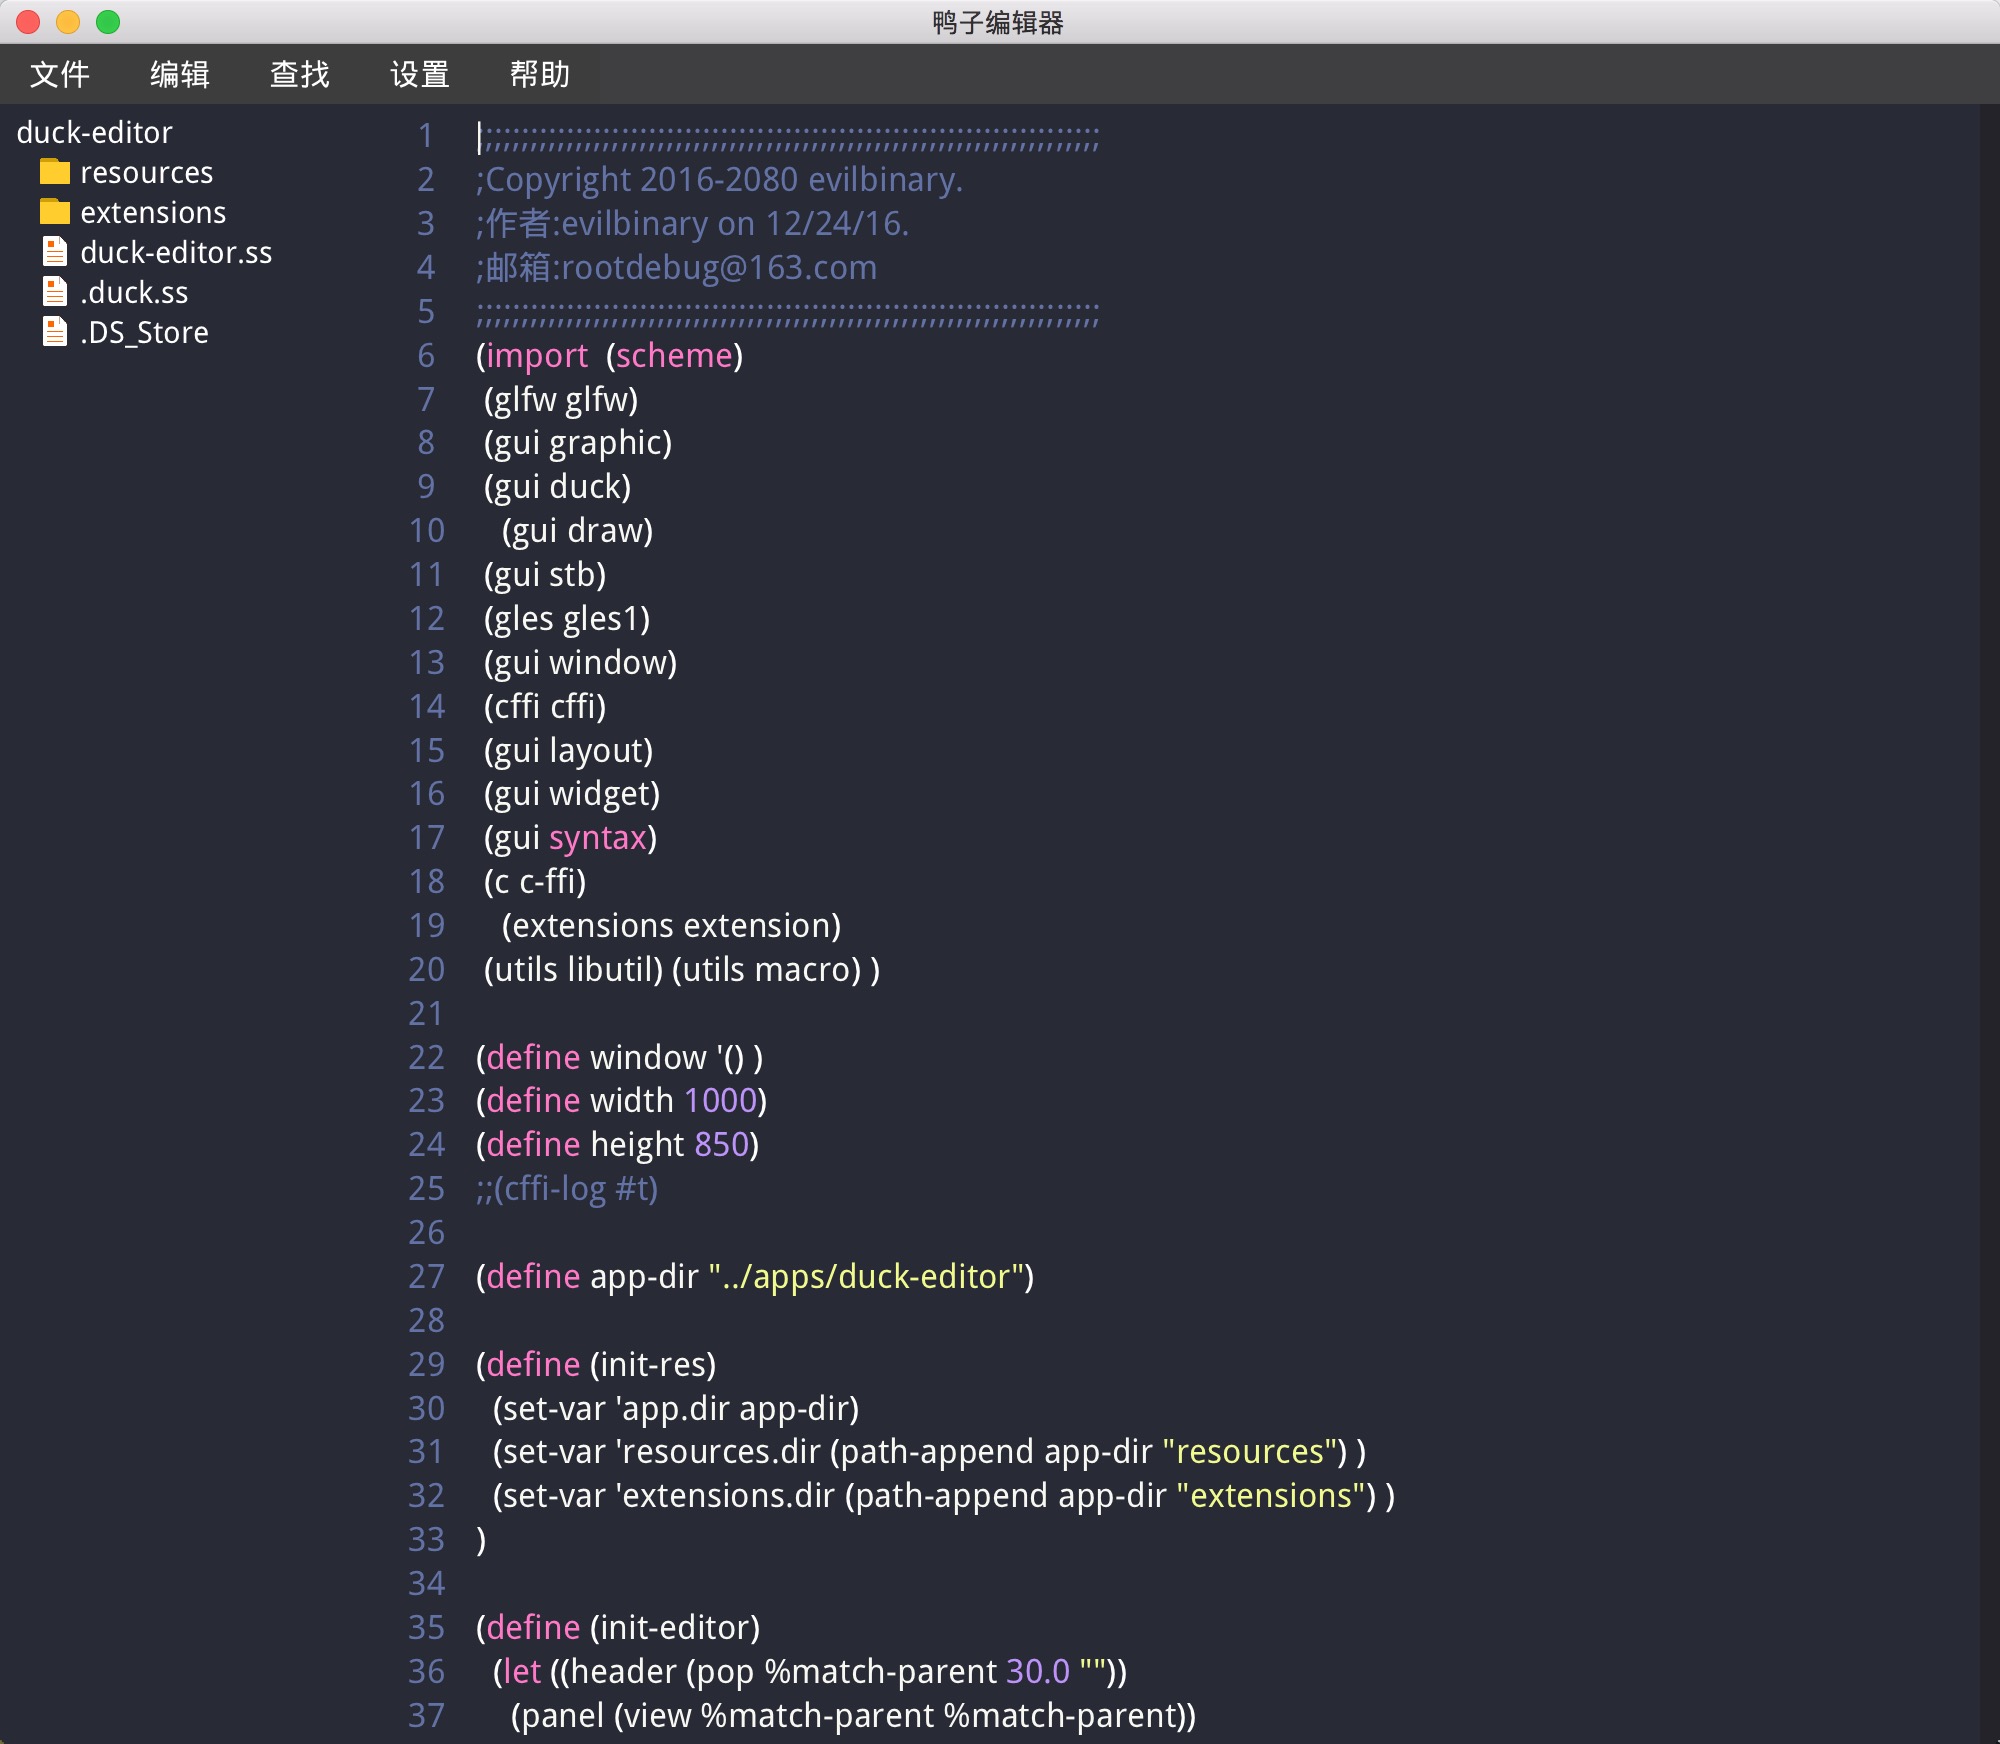 鸭子编辑器
文件 编辑 查找 设置 帮助
duck-editor
resources
extensions
duck-editor.ss
.duck.ss
.DS_Store
1 ;;;;;;;;;;;;;;;;;;;;;;;;;;;;;;;;;;;;;;;;;;;;;;;;;;;;;;;;;;;;;;;;;;;;;;
2 ;Copyright 2016-2080 evilbinary.
3 ;作者:evilbinary on 12/24/16.
4 ;邮箱:rootdebug@163.com
5 ;;;;;;;;;;;;;;;;;;;;;;;;;;;;;;;;;;;;;;;;;;;;;;;;;;;;;;;;;;;;;;;;;;;;;;
6 (import  (scheme)
7  (glfw glfw)
8  (gui graphic)
9  (gui duck)
10    (gui draw)
11  (gui stb)
12  (gles gles1)
13  (gui window)
14  (cffi cffi)
15  (gui layout)
16  (gui widget)
17  (gui syntax)
18  (c c-ffi)
19    (extensions extension)
20  (utils libutil) (utils macro) )
21
22 (define window '() )
23 (define width 1000)
24 (define height 850)
25 ;;(cffi-log #t)
26
27 (define app-dir "../apps/duck-editor")
28
29 (define (init-res)
30   (set-var 'app.dir app-dir)
31   (set-var 'resources.dir (path-append app-dir "resources") )
32   (set-var 'extensions.dir (path-append app-dir "extensions") )
33 )
34
35 (define (init-editor)
36   (let ((header (pop %match-parent 30.0 ""))
37     (panel (view %match-parent %match-parent))